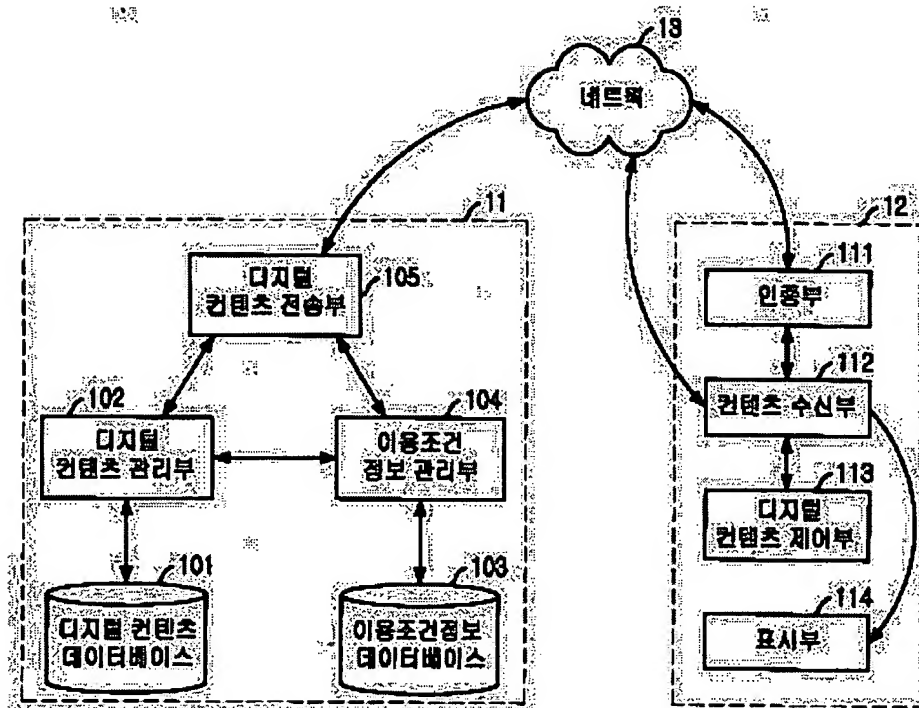 13
네트웍
11
디지털
컨텐츠 전송부
105
102
디지털
컨텐츠 관리부
104
이용조건
정보 관리부
101
디지털 컨텐츠
데이터베이스
103
이용조건정보
데이터베이스
12
111
인증부
112
컨텐츠 수신부
113
디지털
컨텐츠 제어부
114
표시부